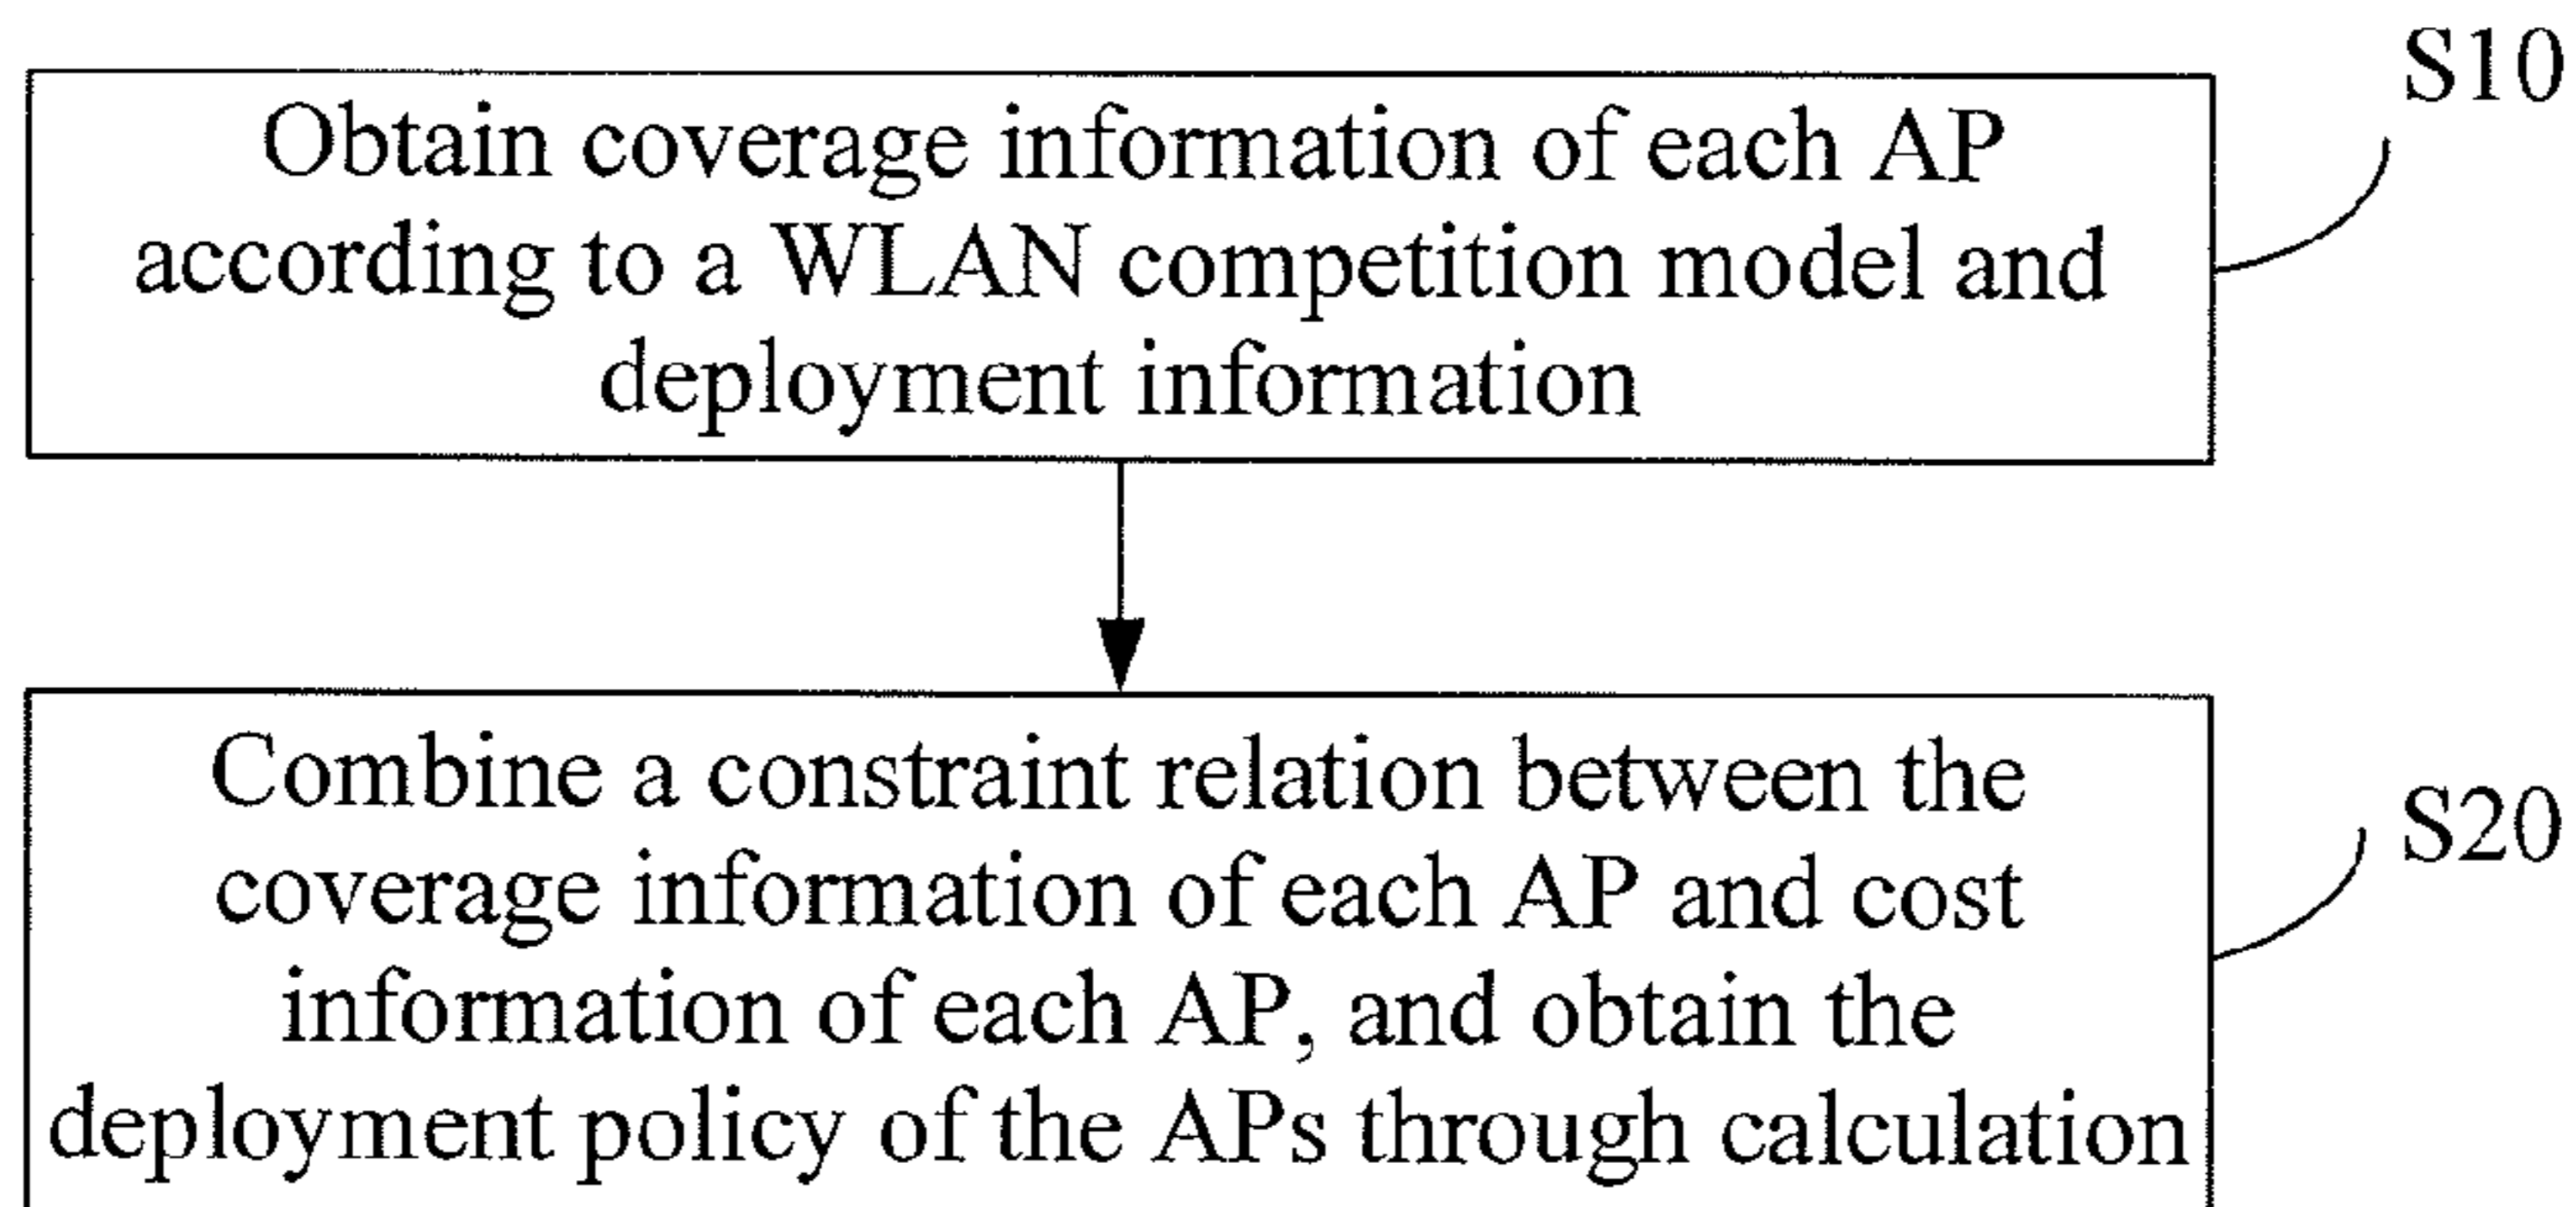 S10
Obtain coverage information of each AP
according to a WLAN competition model and
deployment information
Combine a constraint relation between the
S20
coverage information of each AP and cost
information of each AP, and obtain the
deployment policy of the APs through calculation